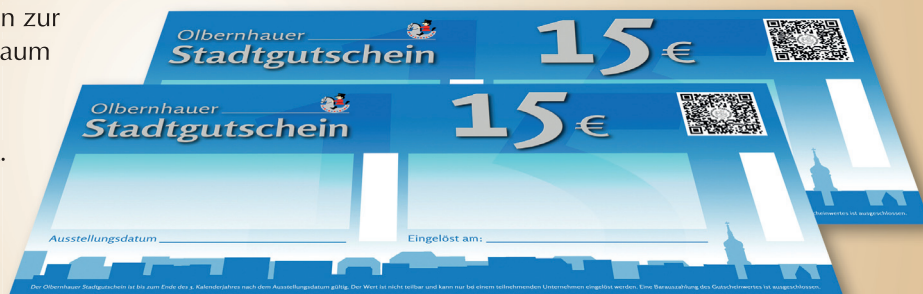 n zur
aum
.
Olbernhauer
Stadtgutschein
15€
scheinwertes ist ausgeschlossen.
Olbernhauer
Stadtgutschein
15€
Ausstellungsdatum
Eingelöst am:
Der Olbernhauer Stadtgutschein ist bis zum Ende des 3. Kalenderjahres nach dem Ausstellungsdatum gültig. Der Wert ist nicht teilbar und kann nur bei einem teilnehmenden Unternehmen eingelöst werden. Eine Barauszahlung des Gutscheinwertes ist ausgeschlossen.